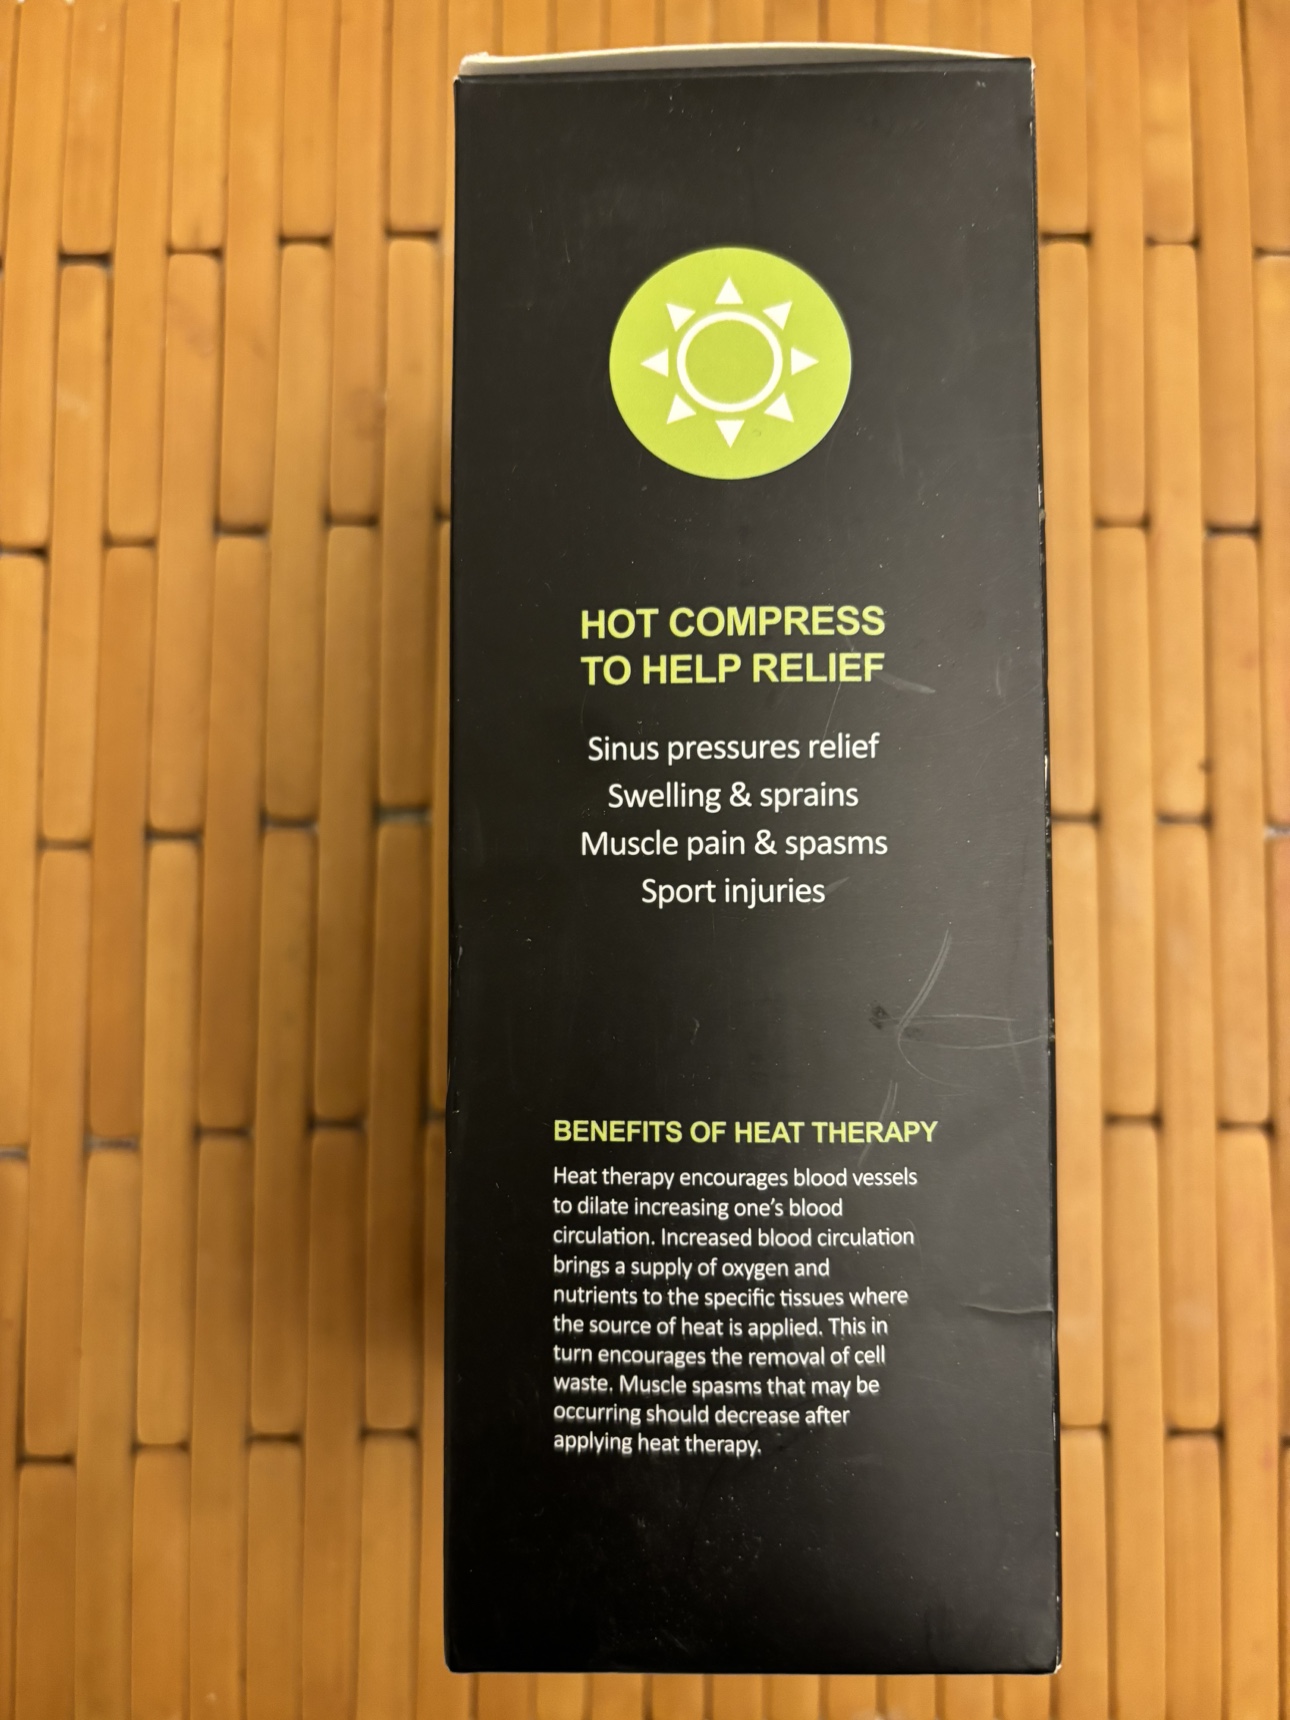 HOT COMPRESS
TO HELP RELIEF
Sinus pressures relief
Swelling & sprains
Muscle pain & spasms
Sport injuries
BENEFITS OF HEAT THERAPY
Heat therapy encourages blood vessels
to dilate increasing one's blood
circulation. Increased blood circulation
brings a supply of oxygen and
nutrients to the specific tissues where
the source of heat is applied. This in
turn encourages the removal of cell
waste. Muscle spasms that may be
occurring should decrease after
applying heat therapy.